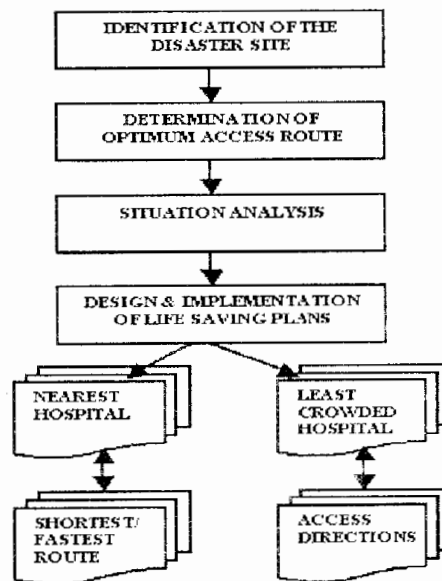 IDENTIFICATION OF THE
DISASTER SITE
DETERMINATION OF
OPTIMUM ACCESS ROUTE
SITUATION ANALYSIS
DESIGN & IMPLEMENTATION
OF LIFE SAVING PLANS
NEAREST
HOSPITAL
LEAST
CROWDED
HOSPITAL
SHORTEST/
FASTEST
ROUTE
ACCESS
DIRECTIONS